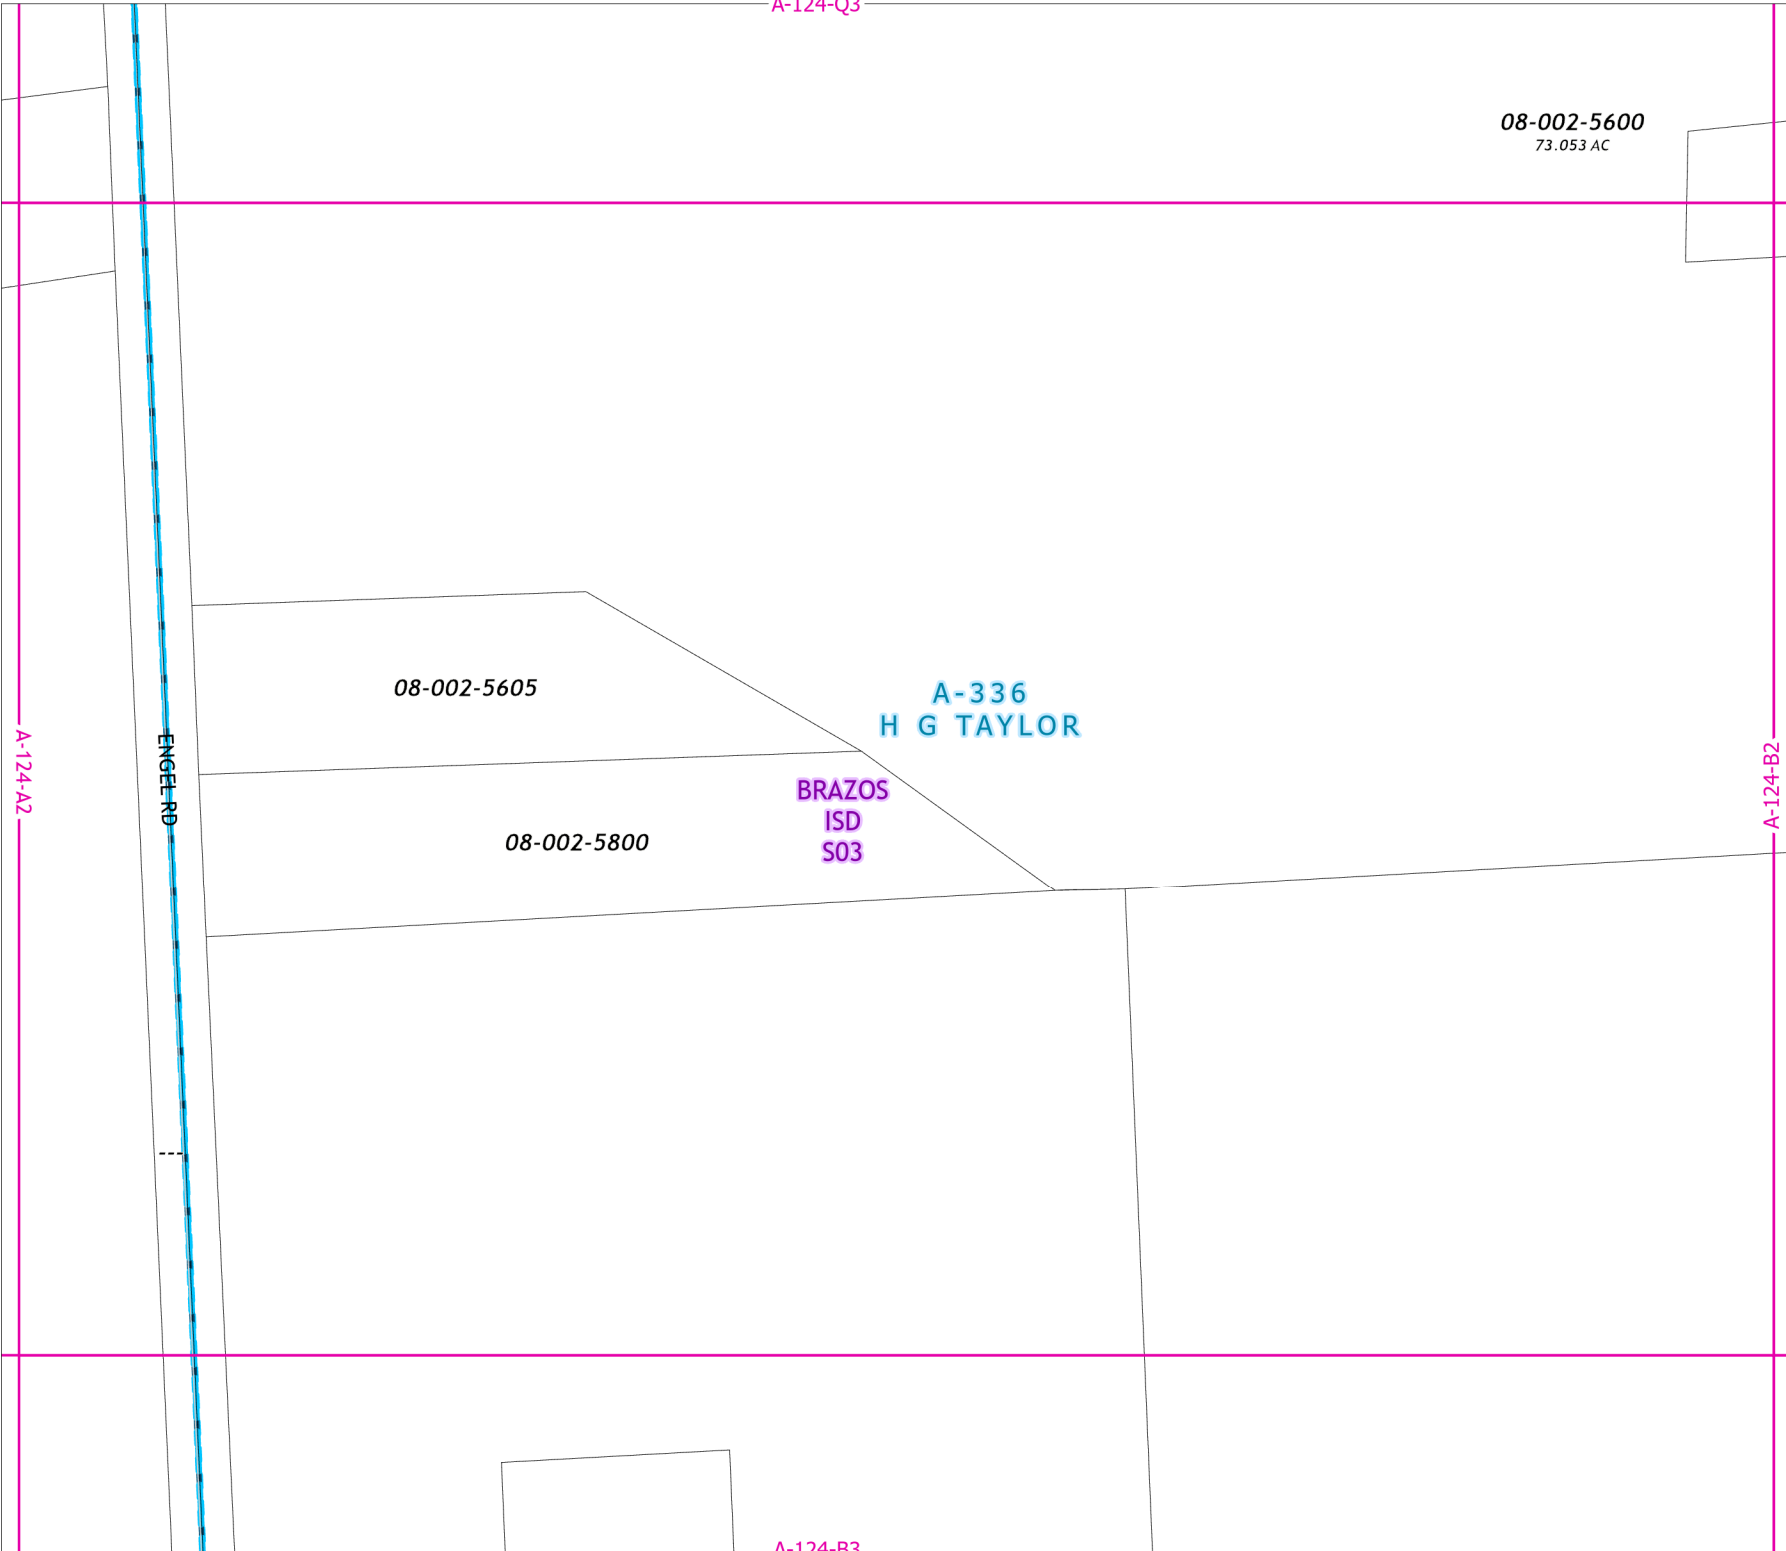 A-124-Q3
08-002-5600
73.053 AC
08-002-5605
A-336
H G TAYLOR
A-124-A2
ENGEL RD
A-124-B2
BRAZOS
ISD
S03
08-002-5800
A-124-B3